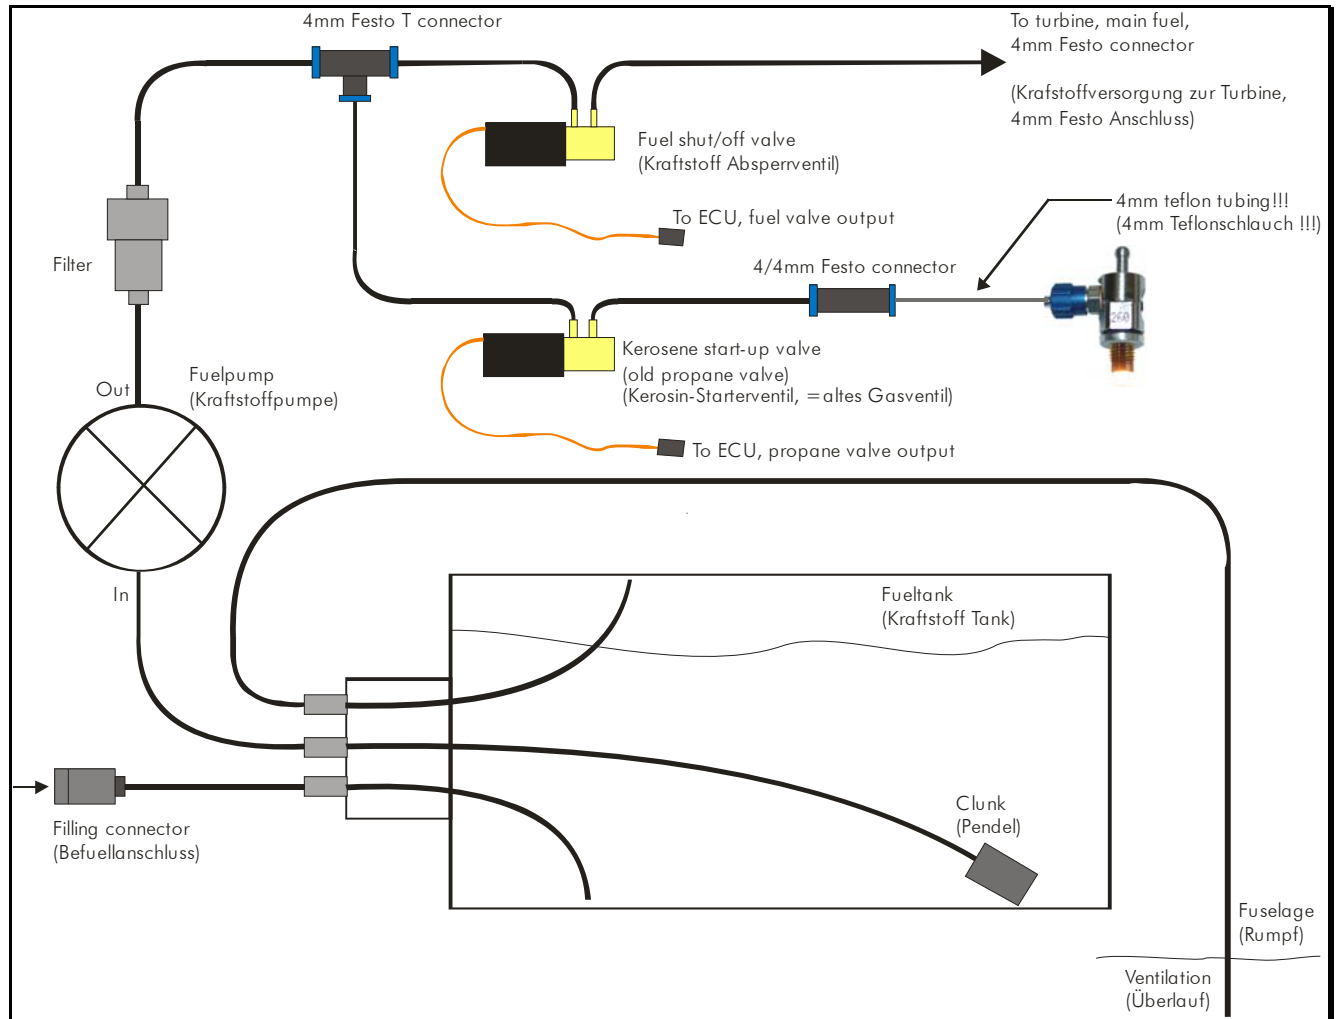 4mm Festo T connector
To turbine, main fuel,
4mm Festo connector
(Krafstoffversorgung zur Turbine,
4mm Festo Anschluss)
Fuel shut/off valve
(Kraftstoff Absperrventil)
4mm teflon tubing!!!
(4mm Teflonschlauch !!!)
To ECU, fuel valve output
Filter
4/4mm Festo connector
260
Kerosene start-up valve
(old propane valve)
(Kerosin-Starterventil, =altes Gasventil)
Fuelpump
(Kraftstoffpumpe)
Out
To ECU, propane valve output
In
Fueltank
(Kraftstoff Tank)
Clunk
(Pendel)
Filling connector
(Befuellanschluss)
Fuselage
(Rumpf)
Ventilation
(Überlauf)